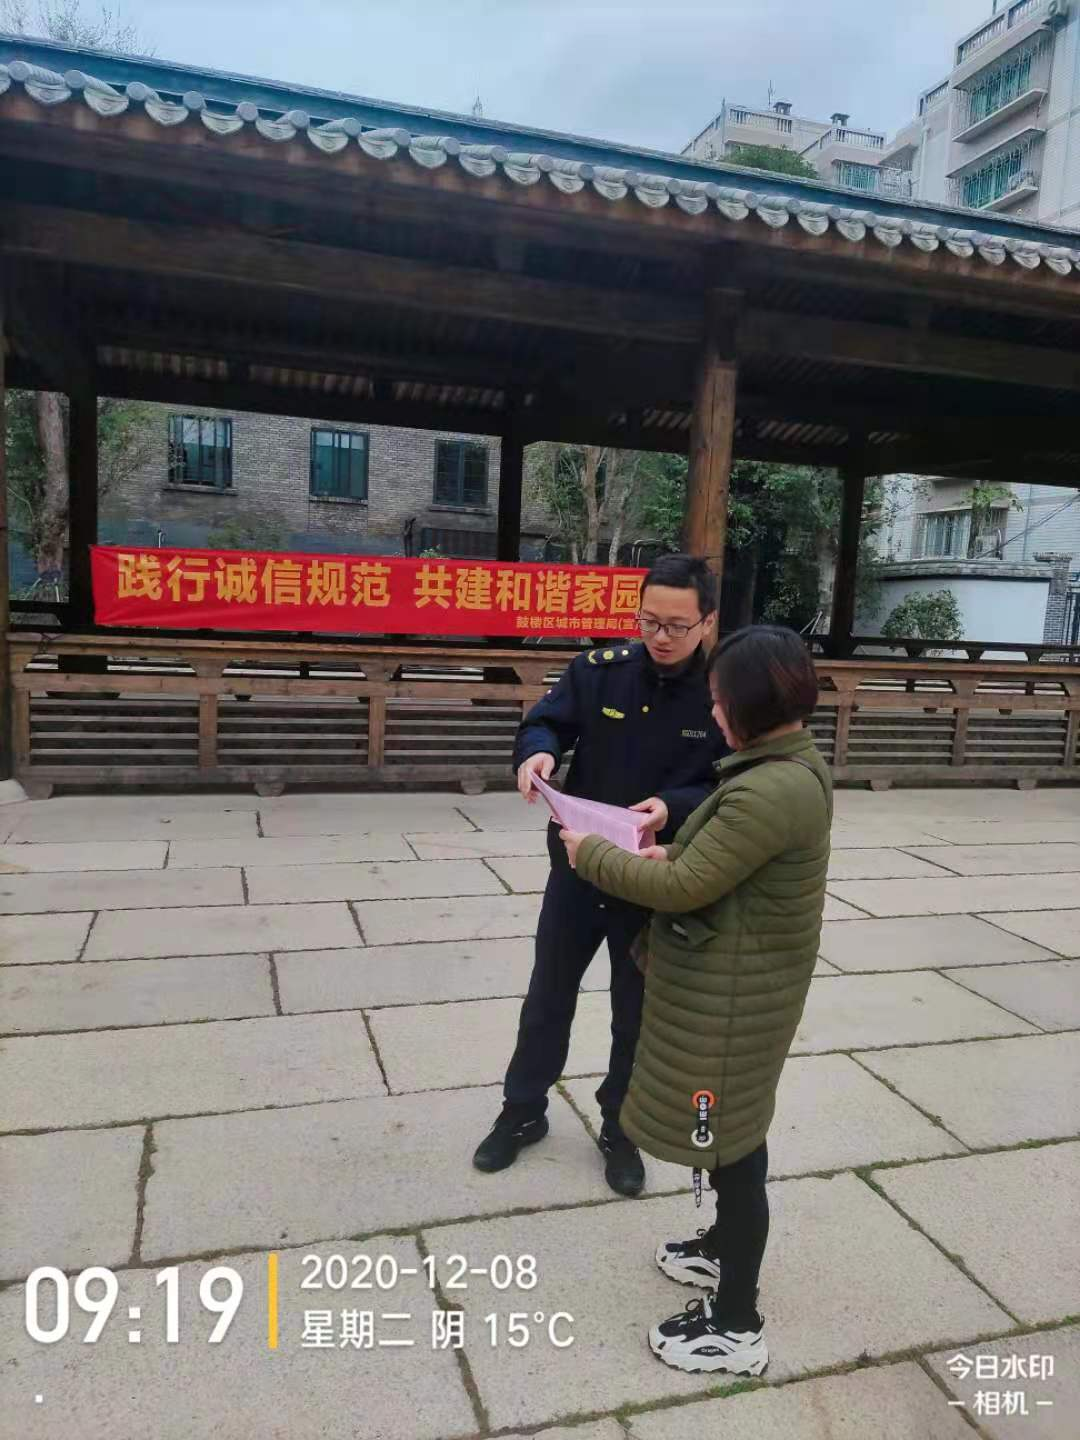 践行诚信规范 共建和谐家园
鼓楼区城市管理局(宣
09:19
2020-12-08
星期二 阴 15°C
今日水印
-相机-